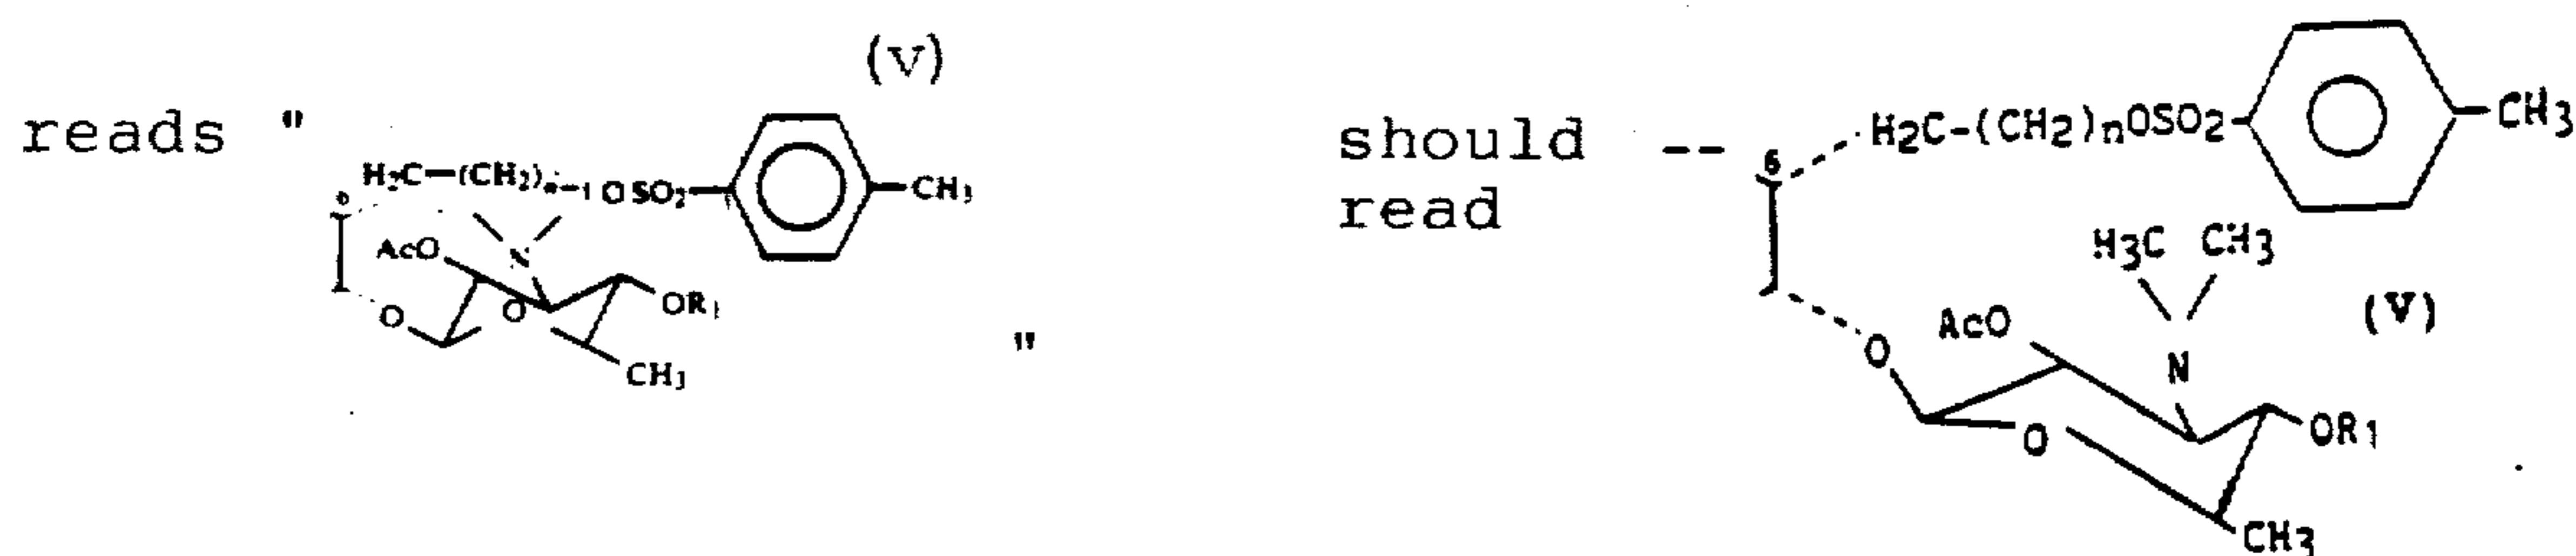 reads "
(V)
H2C-(CH2)n-1OSO2-CH3
AcO
N
O
O
OR1
CH3
"
should -- 6 H2C-(CH2)nOSO2-CH3
read
H3C CH3
AcO
N
(V)
O
O
OR1
CH3